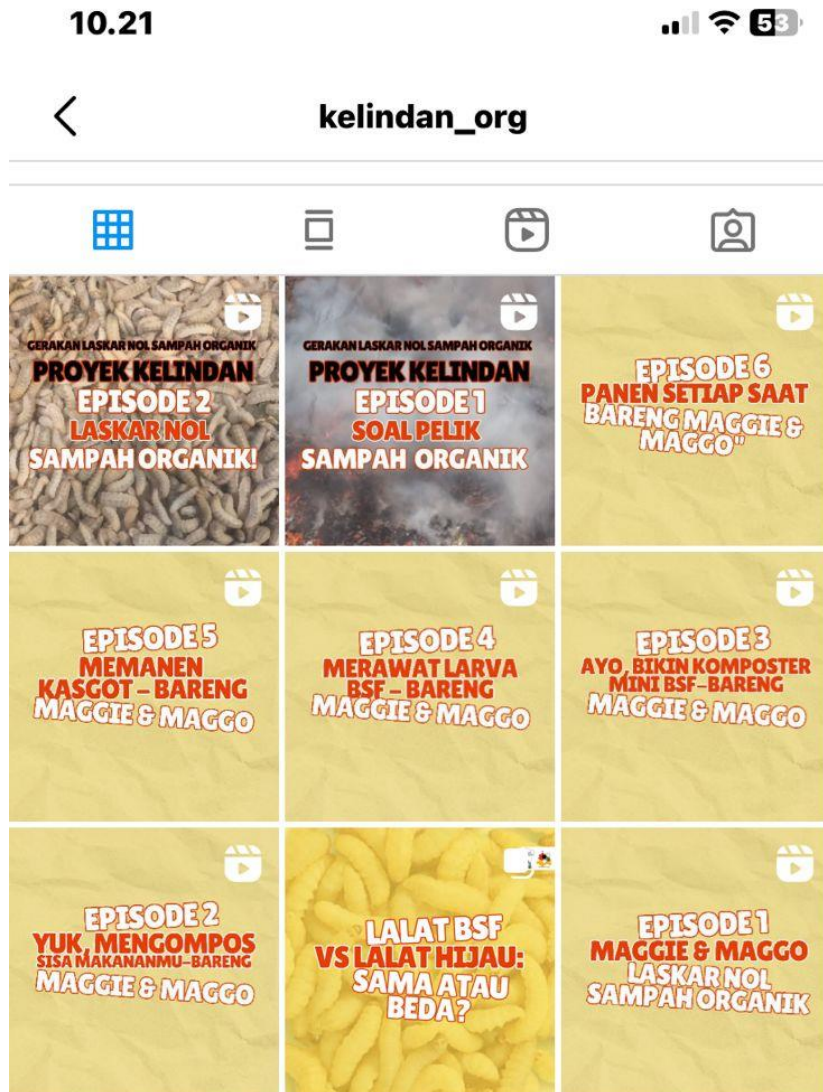 10.21
53
kelindan_org
GERAKAN LASKAR NOL SAMPAH ORGANIK
PROYEK KELINDAN
EPISODE 2
LASKAR NOL
SAMPAH ORGANIK!
GERAKAN LASKAR NOL SAMPAH ORGANIK
PROYEK KELINDAN
EPISODE 1
SOAL PELIK
SAMPAH ORGANIK
EPISODE 6
PANEN SETIAP SAAT
BARENG MAGGIE &
MAGGO"
EPISODE 5
MEMANEN
KASGOT – BARENG
MAGGIE & MAGGO
EPISODE 4
MERAWAT LARVA
BSF – BARENG
MAGGIE & MAGGO
EPISODE 3
AYO, BIKIN KOMPOSTER
MINI BSF-BARENG
MAGGIE & MAGGO
EPISODE 2
YUK, MENGOMPOS
SISA MAKANANMU-BARENG
MAGGIE & MAGGO
LALAT BSF
VS LALAT HIJAU:
SAMA ATAU
BEDA?
EPISODE 1
MAGGIE & MAGGO
LASKAR NOL
SAMPAH ORGANIK